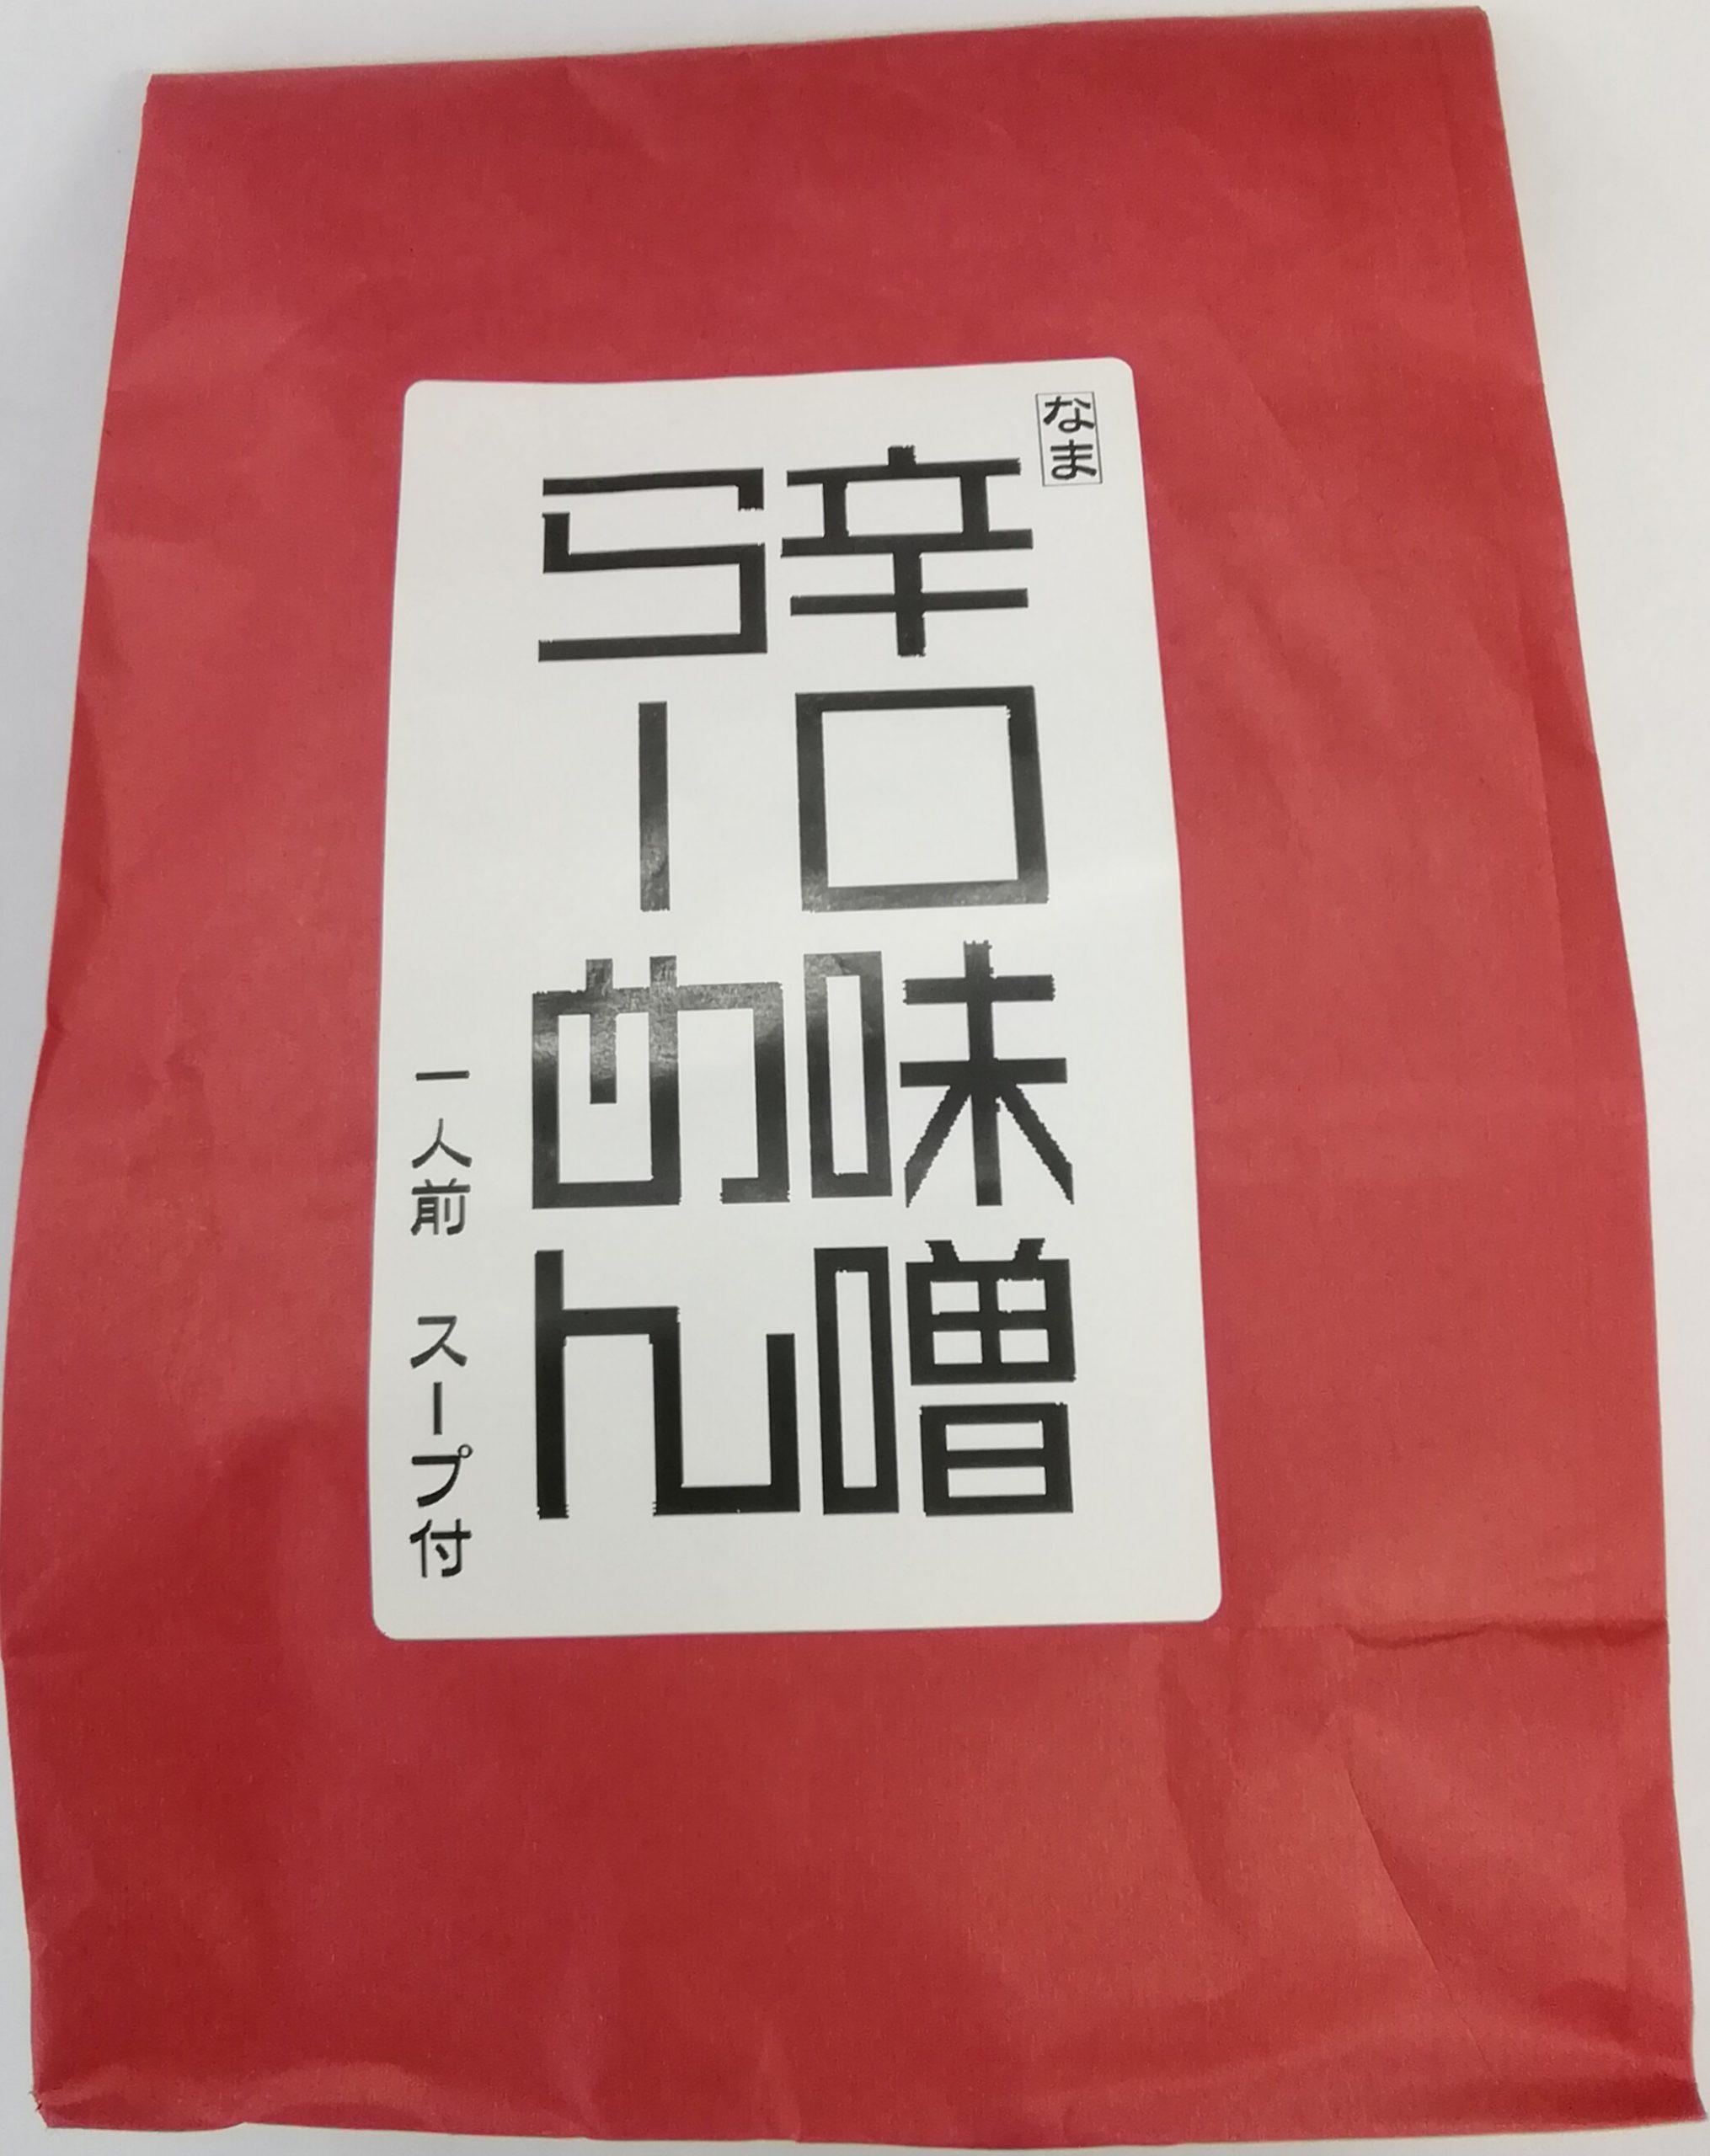 なま
辛口味噌
らーめん
一人前 スープ付